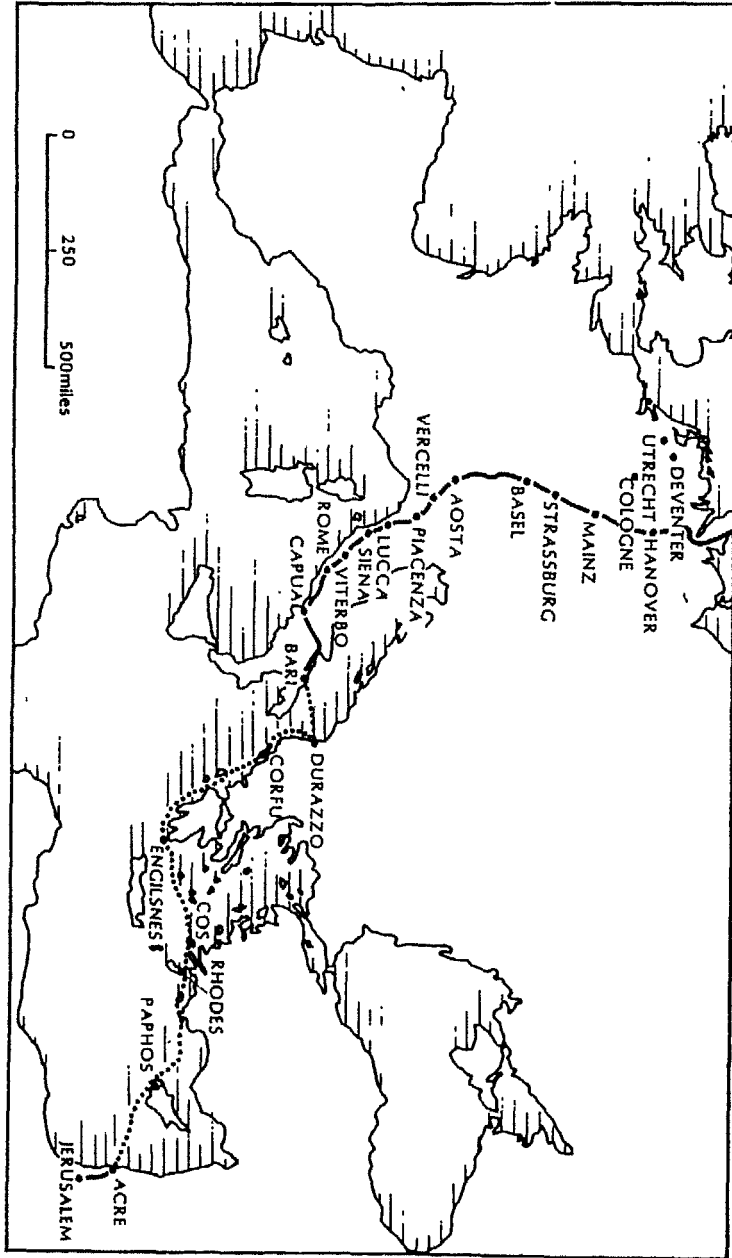 DEVENTER
UTRECHT
HANOVER
COLOGNE
MAINZ
STRASSBURG
BASEL
AOSTA
VERCELLI
PIACENZA
LUCCA
SIENA
VITERBO
ROME
CAPUA
BARI
DURAZZO
CORFU
ENGILSNES
COS
RHODES
PAPHOS
ACRE
JERUSALEM
0 250 500miles